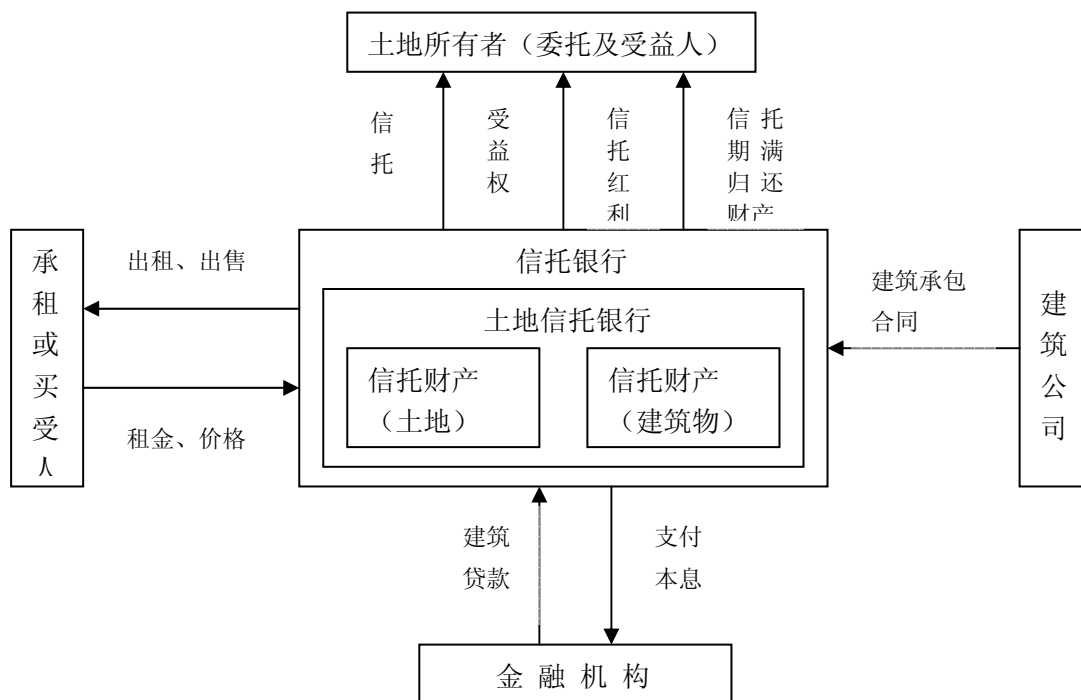 土地所有者（委托及受益人）
信托
受益权
信托红利
信托
期满
归还
财产
承租或买受人
出租、出售
租金、价格
信托银行
土地信托银行
信托财产
（土地）
信托财产
（建筑物）
建筑承包
合同
建筑公司
建筑
贷款
支付
本息
金融机构